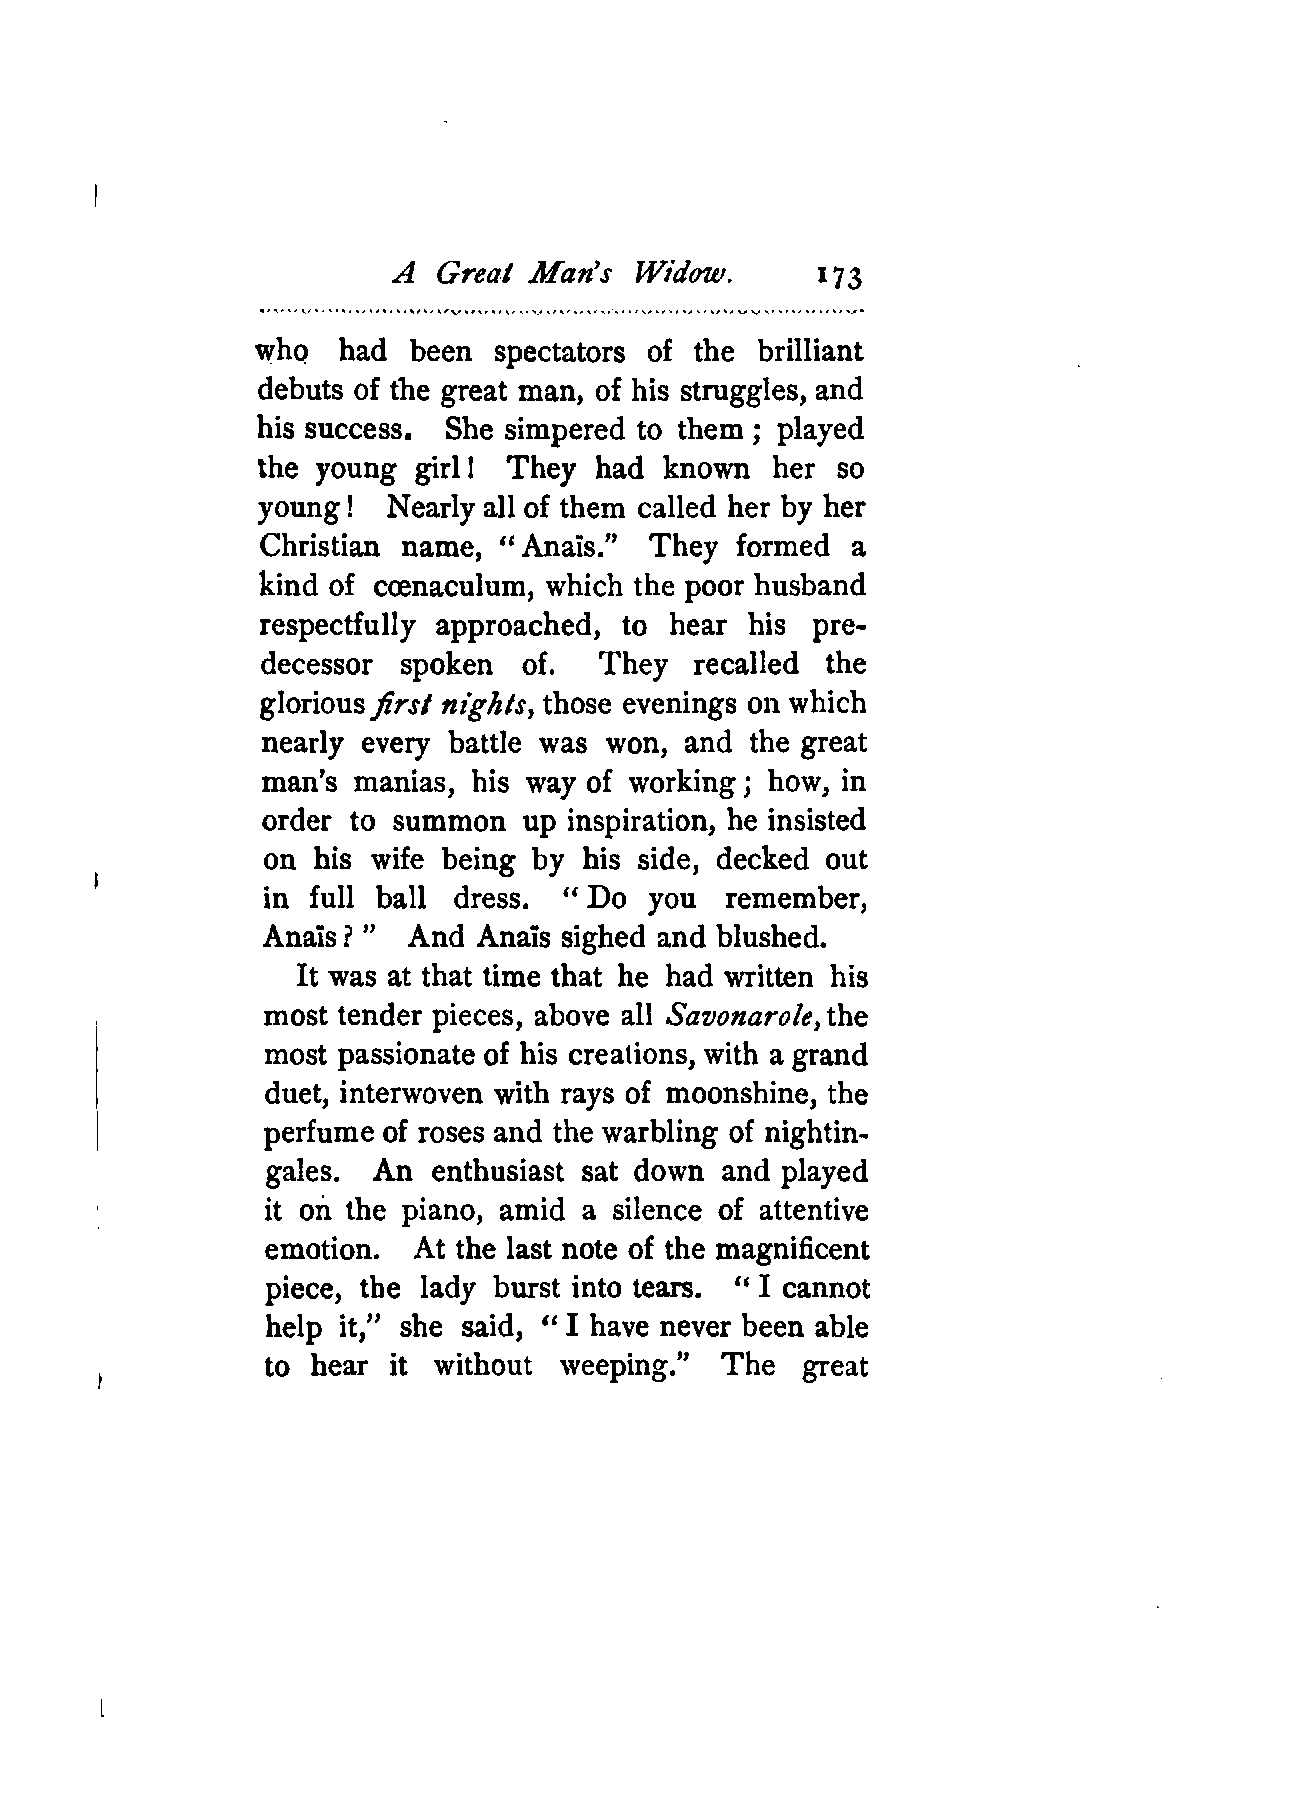 A Great Man's Widow. 173
who had been spectators of the brilliant
debuts of the great man, of his struggles, and
his success. She simpered to them ; played
the young girl ! They had known her so
young ! Nearly all of them called her by her
Christian name, “ Anaïs.” They formed a
kind of cœnaculum, which the poor husband
respectfully approached, to hear his pre-
decessor spoken of. They recalled the
glorious first nights, those evenings on which
nearly every battle was won, and the great
man's manias, his way of working ; how, in
order to summon up inspiration, he insisted
on his wife being by his side, decked out
in full ball dress. “ Do you remember,
Anaïs ? ” And Anaïs sighed and blushed.
It was at that time that he had written his
most tender pieces, above all Savonarole, the
most passionate of his creations, with a grand
duet, interwoven with rays of moonshine, the
perfume of roses and the warbling of nightin-
gales. An enthusiast sat down and played
it on the piano, amid a silence of attentive
emotion. At the last note of the magnificent
piece, the lady burst into tears. “ I cannot
help it,” she said, “ I have never been able
to hear it without weeping.” The great